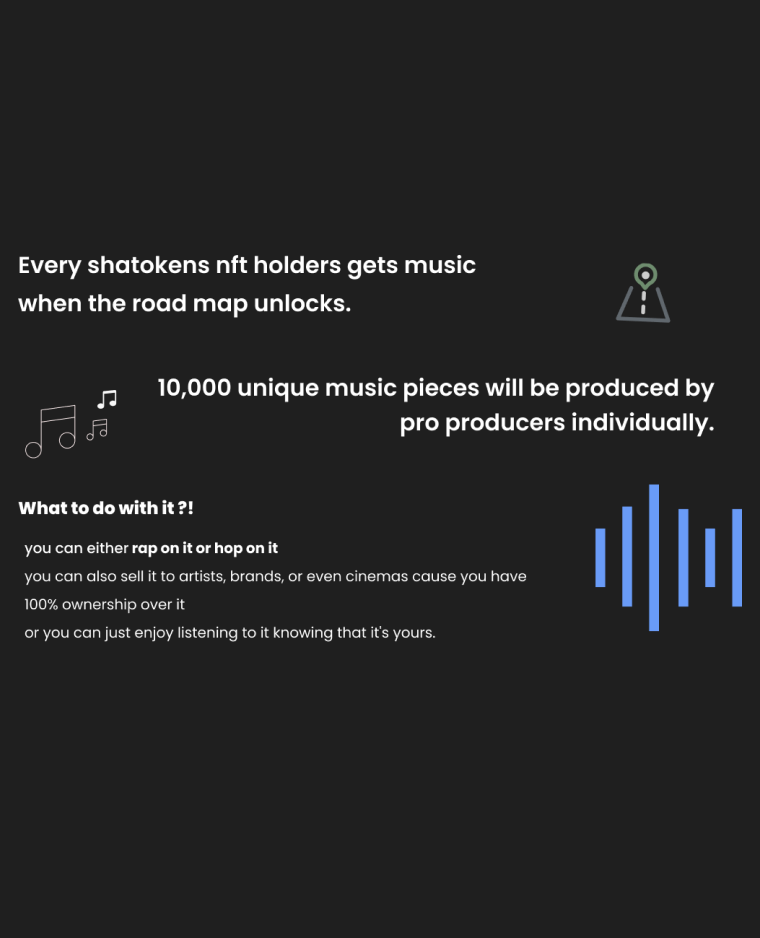 Every shatokens nft holders gets music
when the road map unlocks.
10,000 unique music pieces will be produced by
pro producers individually.
What to do with it ?!
you can either rap on it or hop on it
you can also sell it to artists, brands, or even cinemas cause you have
100% ownership over it
or you can just enjoy listening to it knowing that it's yours.